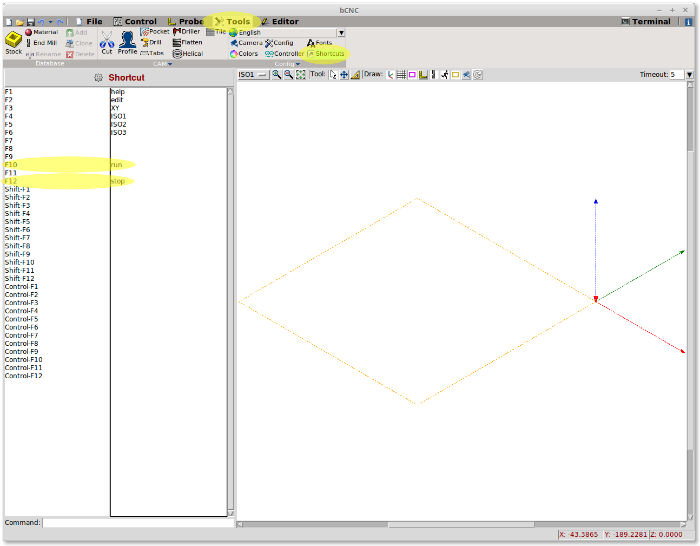 bCNC
File Control Probe Tools Editor Terminal
Material Add Pocket Driller Tile English
End Mill Clone Drill Flatten Camera Config Fonts
Stock Rename Delete Cut Profile Tabs Helical Colors Controller Shortcuts
Database CAM Config
Shortcut
ISO1 Tool: Draw: Timeout: 5
F1 help
F2 edit
F3 XY
F4 ISO1
F5 ISO2
F6 ISO3
F7
F8
F9
F10 run
F11
F12 stop
Shift-F1
Shift-F2
Shift-F3
Shift-F4
Shift-F5
Shift-F6
Shift-F7
Shift-F8
Shift-F9
Shift-F10
Shift-F11
Shift-F12
Control-F1
Control-F2
Control-F3
Control-F4
Control-F5
Control-F6
Control-F7
Control-F8
Control-F9
Control-F10
Control-F11
Control-F12
Command:
X: -43.3865 Y: -189.2281 Z: 0.0000